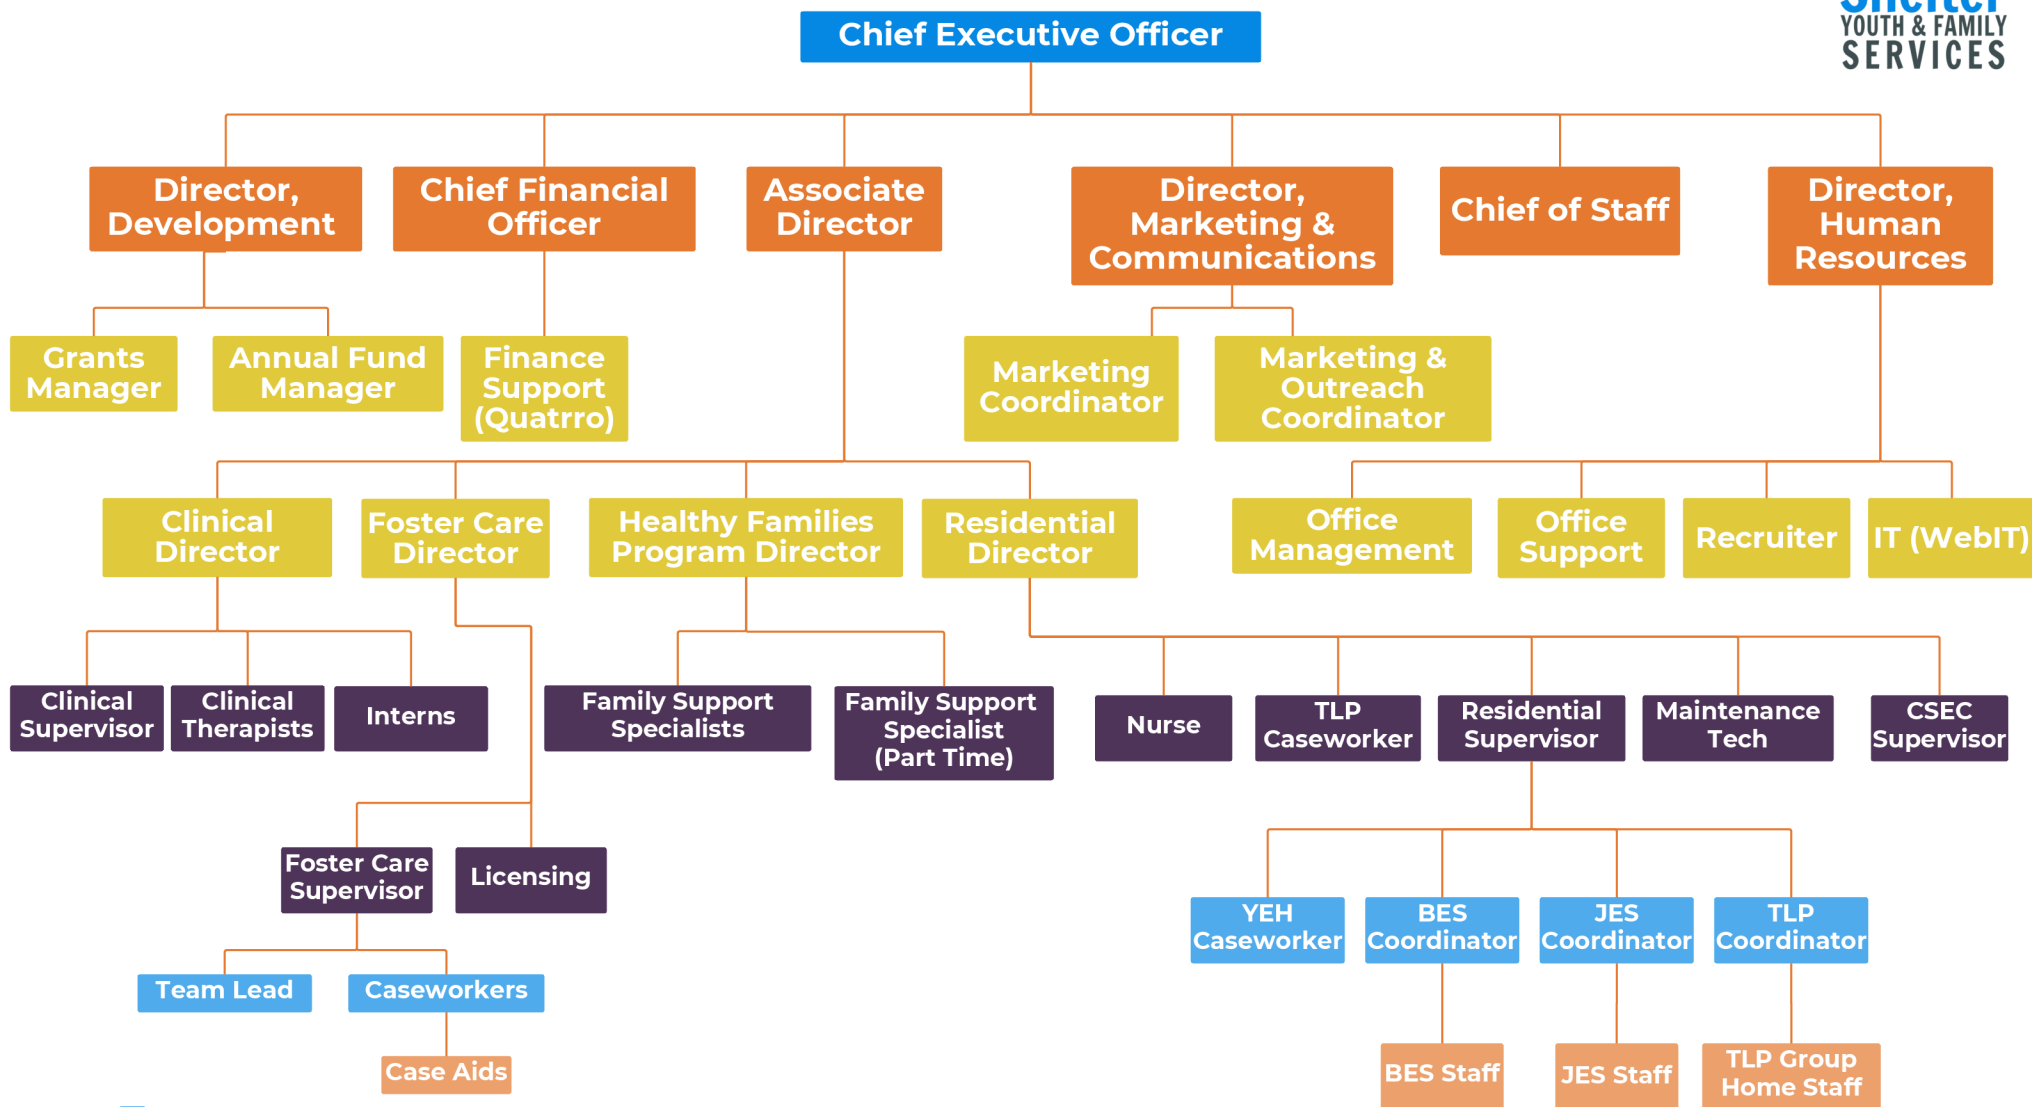 Shelter
YOUTH & FAMILY
SERVICES
Chief Executive Officer
Director,
Development
Chief Financial
Officer
Associate
Director
Director,
Marketing &
Communications
Chief of Staff
Director,
Human
Resources
Grants
Manager
Annual Fund
Manager
Finance
Support
(Quatrro)
Marketing
Coordinator
Marketing &
Outreach
Coordinator
Clinical
Director
Foster Care
Director
Healthy Families
Program Director
Residential
Director
Office
Management
Office
Support
Recruiter
IT (WebIT)
Clinical
Supervisor
Clinical
Therapists
Interns
Family Support
Specialists
Family Support
Specialist
(Part Time)
Nurse
TLP
Caseworker
Residential
Supervisor
Maintenance
Tech
CSEC
Supervisor
Foster Care
Supervisor
Licensing
YEH
Caseworker
BES
Coordinator
JES
Coordinator
TLP
Coordinator
Team Lead
Caseworkers
Case Aids
BES Staff
JES Staff
TLP Group
Home Staff